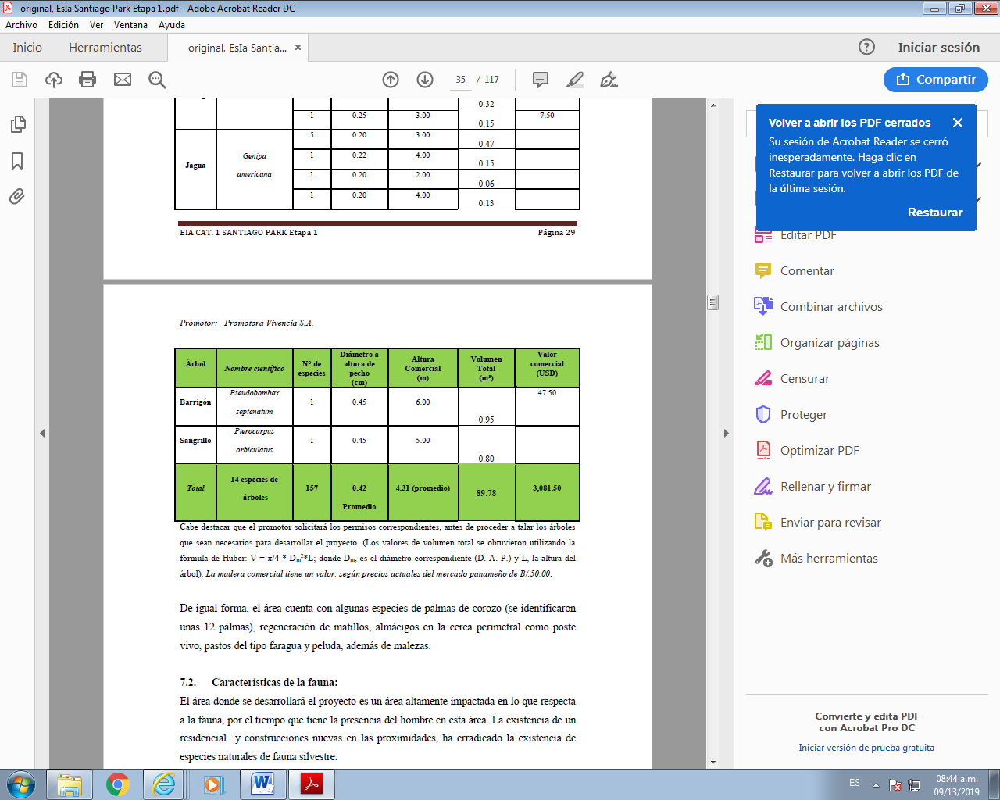 original, EsIa Santiago Park Etapa 1.pdf - Adobe Acrobat Reader DC
Archivo Edición Ver Ventana Ayuda
Inicio Herramientas original, EsIa Santia... × Iniciar sesión
35 / 117 Compartir
0.32
1 0.25 3.00 0.15 7.50
Jagua Genipa americana 5 0.20 3.00 0.47
1 0.22 4.00 0.15
1 0.20 2.00 0.06
1 0.20 4.00 0.13
EIA CAT. 1 SANTIAGO PARK Etapa 1 Página 29
Promotor: Promotora Vivencia S.A.
Árbol Nombre científico N° de especies Diámetro a altura de pecho (cm) Altura Comercial (m) Volumen Total (m³) Valor comercial (USD)
Barrigón Pseudobombax septenatum 1 0.45 6.00 0.95 47.50
Sangrillo Pterocarpus orbiculatus 1 0.45 5.00 0.80
Total 14 especies de árboles 157 0.42 Promedio 4.31 (promedio) 89.78 3,081.50
Cabe destacar que el promotor solicitará los permisos correspondientes, antes de proceder a talar los árboles
que sean necesarios para desarrollar el proyecto. (Los valores de volumen total se obtuvieron utilizando la
fórmula de Huber: V = π/4 * Dm²*L; donde Dm, es el diámetro correspondiente (D. A. P.) y L, la altura del
árbol). La madera comercial tiene un valor, según precios actuales del mercado panameño de B/.50.00.
De igual forma, el área cuenta con algunas especies de palmas de corozo (se identificaron
unas 12 palmas), regeneración de matillos, almácigos en la cerca perimetral como poste
vivo, pastos del tipo faragua y peluda, además de malezas.
7.2. Características de la fauna:
El área donde se desarrollará el proyecto es un área altamente impactada en lo que respecta
a la fauna, por el tiempo que tiene la presencia del hombre en esta área. La existencia de un
residencial y construcciones nuevas en las proximidades, ha erradicado la existencia de
especies naturales de fauna silvestre.
Volver a abrir los PDF cerrados
Su sesión de Acrobat Reader se cerró
inesperadamente. Haga clic en
Restaurar para volver a abrir los PDF de
la última sesión.
Restaurar
Editar PDF
Comentar
Combinar archivos
Organizar páginas
Censurar
Proteger
Optimizar PDF
Rellenar y firmar
Enviar para revisar
Más herramientas
Convierte y edita PDF
con Acrobat Pro DC
Iniciar versión de prueba gratuita
ES
08:44 a.m.
09/13/2019